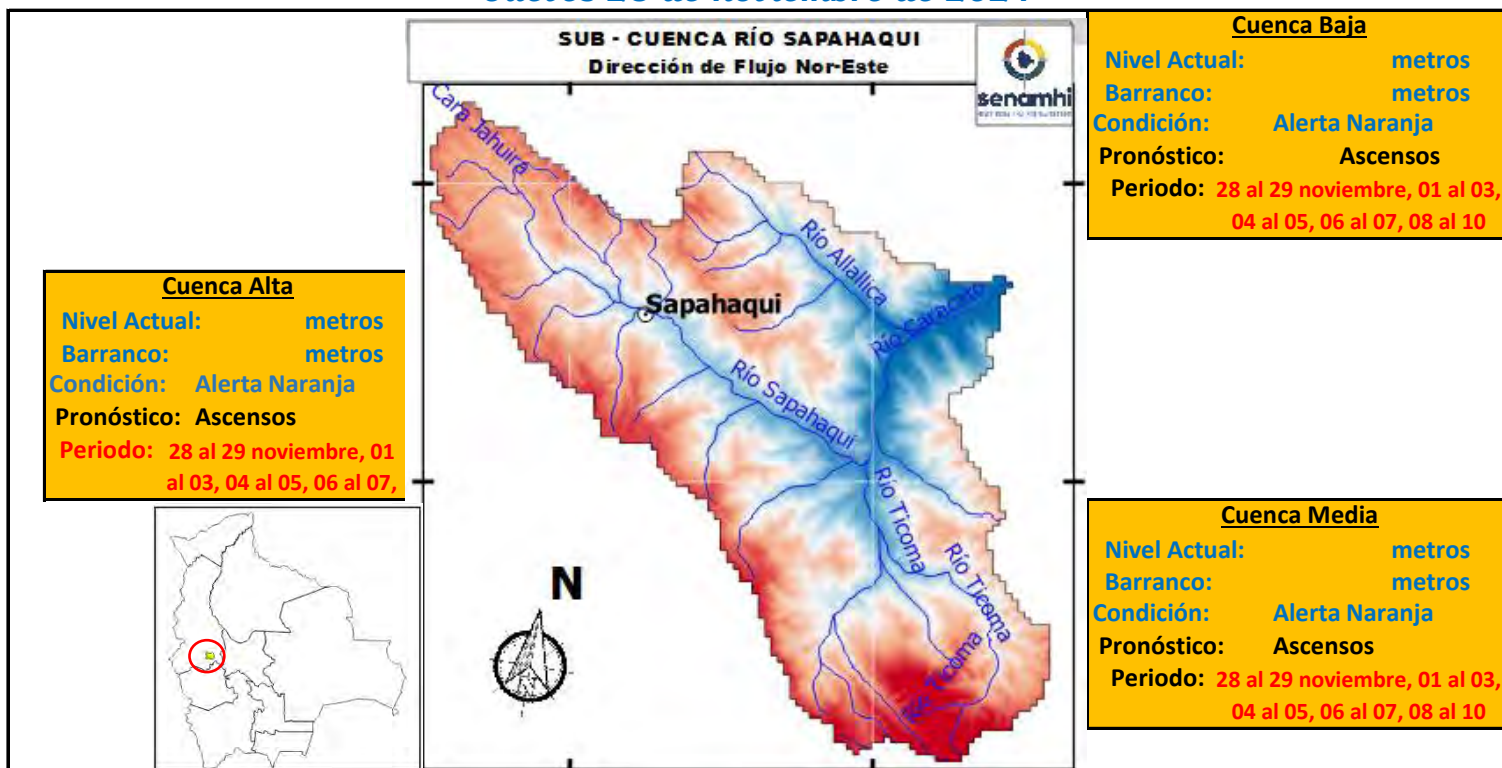 SUB - CUENCA RÍO SAPAHAQUI
Dirección de Flujo Nor-Este
senamhi
Cuenca Baja
Nivel Actual: metros
Barranco: metros
Condición: Alerta Naranja
Pronóstico: Ascensos
Periodo: 28 al 29 noviembre, 01 al 03,
04 al 05, 06 al 07, 08 al 10
Cuenca Alta
Nivel Actual: metros
Barranco: metros
Condición: Alerta Naranja
Pronóstico: Ascensos
Periodo: 28 al 29 noviembre, 01
al 03, 04 al 05, 06 al 07,
Cara Jahuira
Río Allallica
Sapahaqui
Río Caracato
Río Sapahaqui
Río Ticoma
Río Ticoma
Río Ticoma
N
Cuenca Media
Nivel Actual: metros
Barranco: metros
Condición: Alerta Naranja
Pronóstico: Ascensos
Periodo: 28 al 29 noviembre, 01 al 03,
04 al 05, 06 al 07, 08 al 10